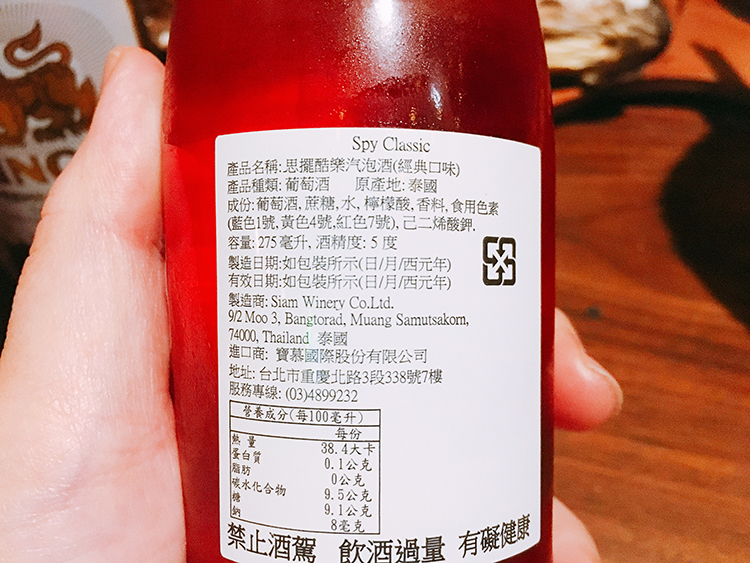 Spy Classic
產品名稱:思擺酷樂汽泡酒(經典口味)
產品種類:葡萄酒 原產地:泰國
成份:葡萄酒,蔗糖,水,檸檬酸,香料,食用色素
(藍色1號,黃色4號,紅色7號),己二烯酸鉀.
容量:275毫升,酒精度:5度
製造日期:如包裝所示(日/月/西元年)
有效日期:如包裝所示(日/月/西元年)
製造商:Siam Winery Co.Ltd.
9/2 Moo 3, Bangtorad, Muang Samutsakorn,
74000, Thailand 泰國
進口商: 寶慕國際股份有限公司
地址:台北市重慶北路3段338號7樓
服務專線:(03)4899232
營養成分(每100毫升)
每份
熱量 38.4大卡
蛋白質 0.1公克
脂肪 0公克
碳水化合物 9.5公克
糖 9.1公克
鈉 8毫克
禁止酒駕 飲酒過量 有礙健康